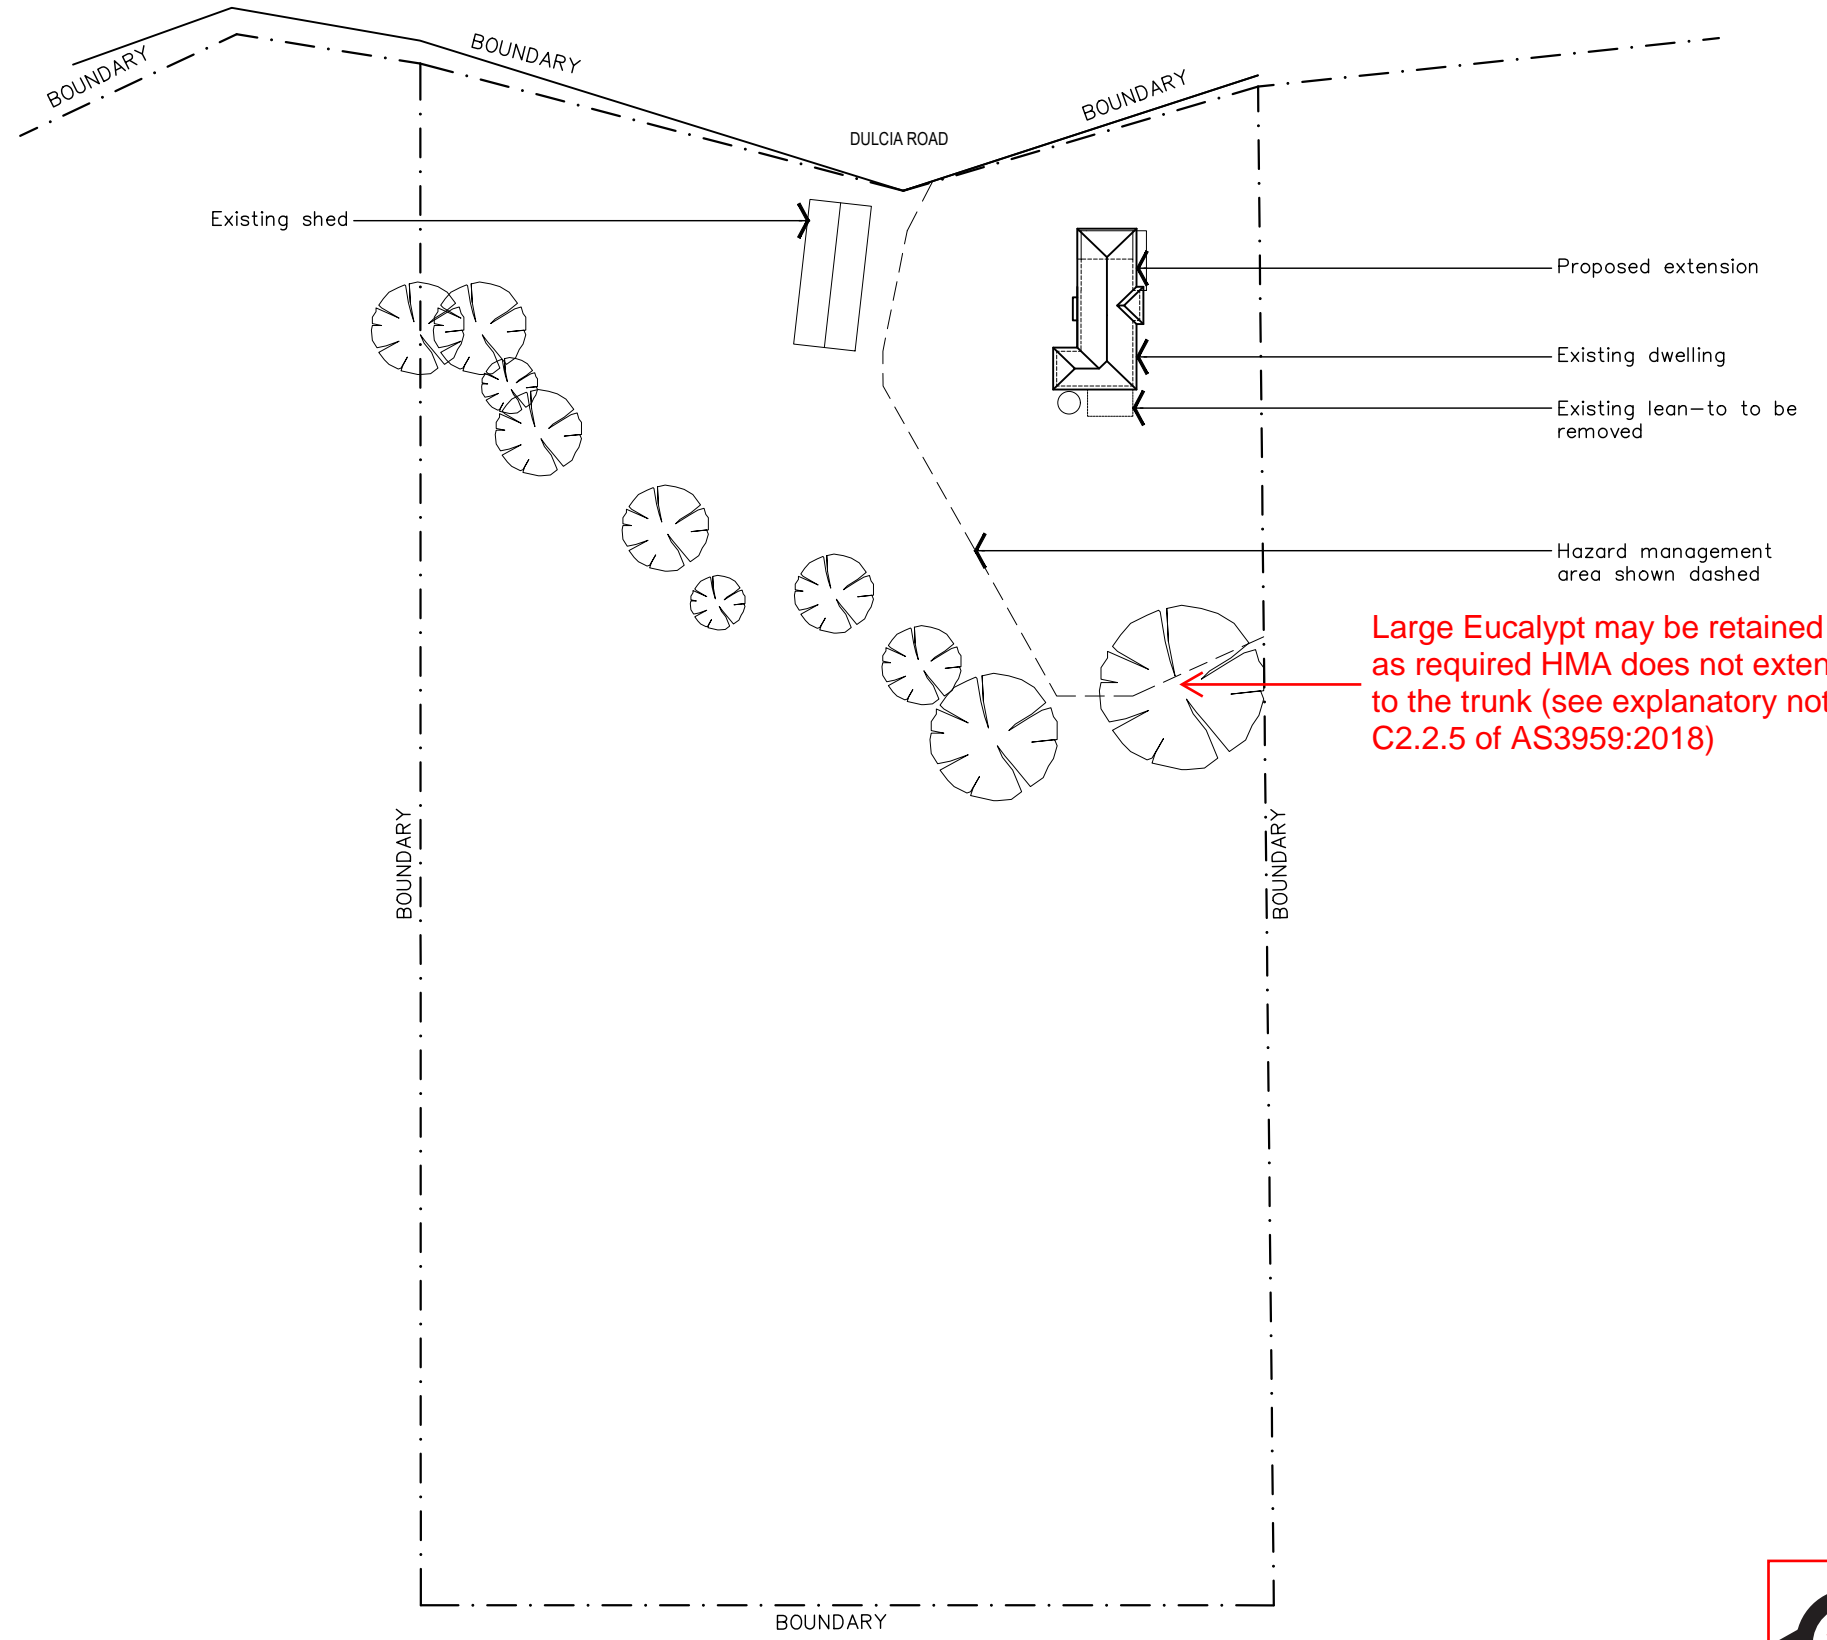 BOUNDARY
BOUNDARY
BOUNDARY
DULCIA ROAD
Existing shed
Proposed extension
Existing dwelling
Existing lean-to to be
removed
Hazard management
area shown dashed
Large Eucalypt may be retained
as required HMA does not exten
to the trunk (see explanatory not
C2.2.5 of AS3959:2018)
BOUNDARY
BOUNDARY
BOUNDARY